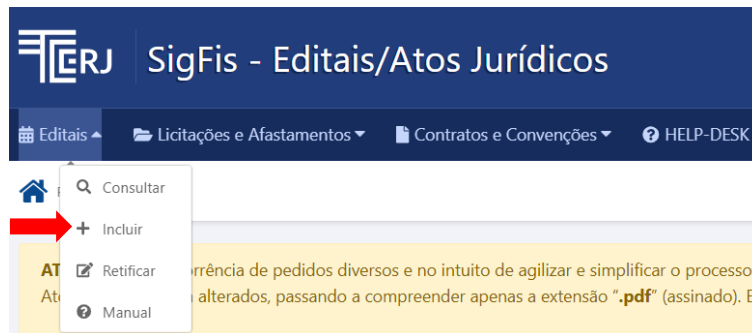 TCERJ SigFis - Editais/Atos Jurídicos
Editais Licitações e Afastamentos Contratos e Convenções HELP-DESK
Consultar
Incluir
Retificar
Manual
AT rrência de pedidos diversos e no intuito de agilizar e simplificar o processo
At alterados, passando a compreender apenas a extensão “.pdf” (assinado). E